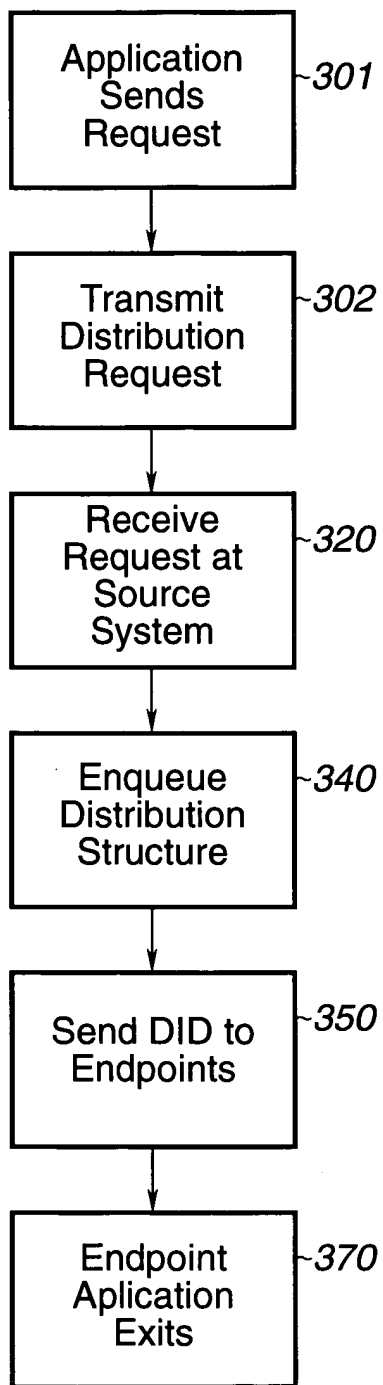 Application
Sends
Request
~301
Transmit
Distribution
Request
~302
Receive
Request at
Source
System
~320
Enqueue
Distribution
Structure
~340
Send DID to
Endpoints
~350
Endpoint
Aplication
Exits
~370